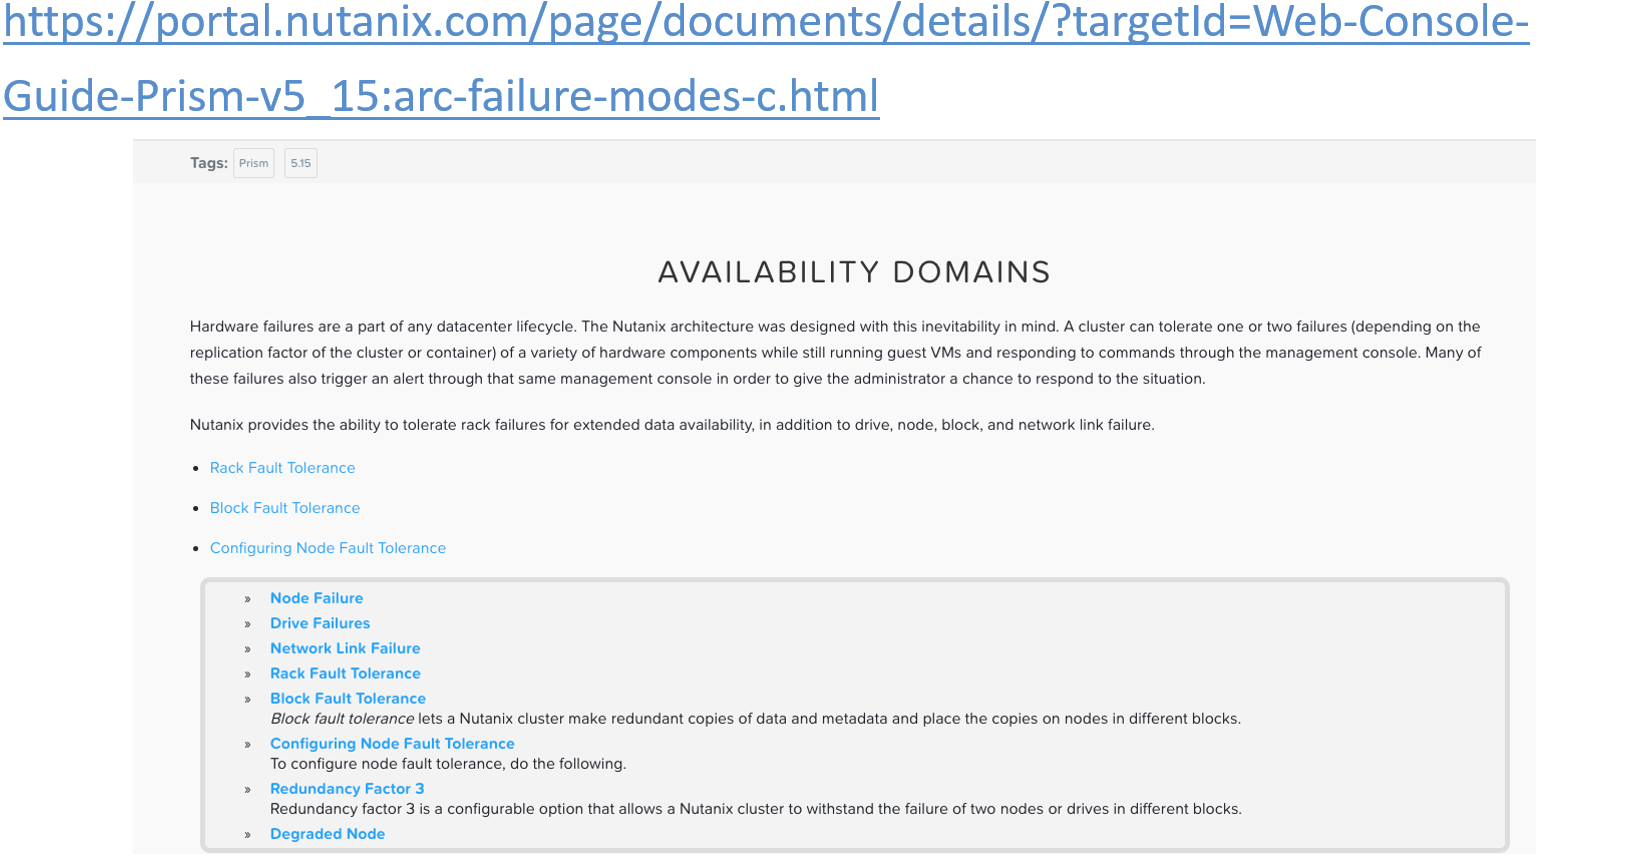 https://portal.nutanix.com/page/documents/details/?targetId=Web-Console-
Guide-Prism-v5_15:arc-failure-modes-c.html
Tags: Prism 5.15
AVAILABILITY DOMAINS
Hardware failures are a part of any datacenter lifecycle. The Nutanix architecture was designed with this inevitability in mind. A cluster can tolerate one or two failures (depending on the
replication factor of the cluster or container) of a variety of hardware components while still running guest VMs and responding to commands through the management console. Many of
these failures also trigger an alert through that same management console in order to give the administrator a chance to respond to the situation.
Nutanix provides the ability to tolerate rack failures for extended data availability, in addition to drive, node, block, and network link failure.
• Rack Fault Tolerance
• Block Fault Tolerance
• Configuring Node Fault Tolerance
» Node Failure
» Drive Failures
» Network Link Failure
» Rack Fault Tolerance
» Block Fault Tolerance
Block fault tolerance lets a Nutanix cluster make redundant copies of data and metadata and place the copies on nodes in different blocks.
» Configuring Node Fault Tolerance
To configure node fault tolerance, do the following.
» Redundancy Factor 3
Redundancy factor 3 is a configurable option that allows a Nutanix cluster to withstand the failure of two nodes or drives in different blocks.
» Degraded Node